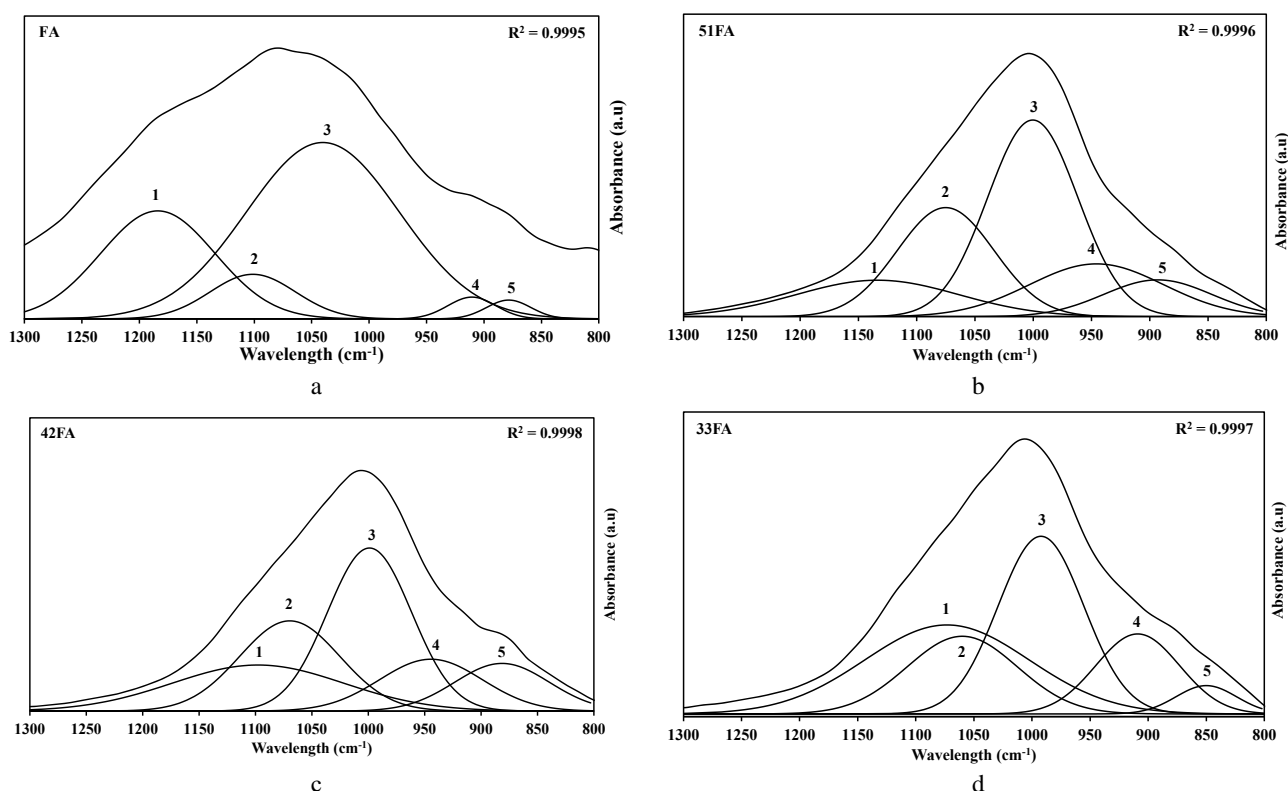 FA
R² = 0.9995
1
2
3
4
5
1300 1250 1200 1150 1100 1050 1000 950 900 850 800
Wavelength (cm⁻¹)
Absorbance (a.u)
a
51FA
R² = 0.9996
1
2
3
4
5
1300 1250 1200 1150 1100 1050 1000 950 900 850 800
Wavelength (cm⁻¹)
Absorbance (a.u)
b
42FA
R² = 0.9998
1
2
3
4
5
1300 1250 1200 1150 1100 1050 1000 950 900 850 800
Wavelength (cm⁻¹)
Absorbance (a.u)
c
33FA
R² = 0.9997
1
2
3
4
5
1300 1250 1200 1150 1100 1050 1000 950 900 850 800
Wavelength (cm⁻¹)
Absorbance (a.u)
d